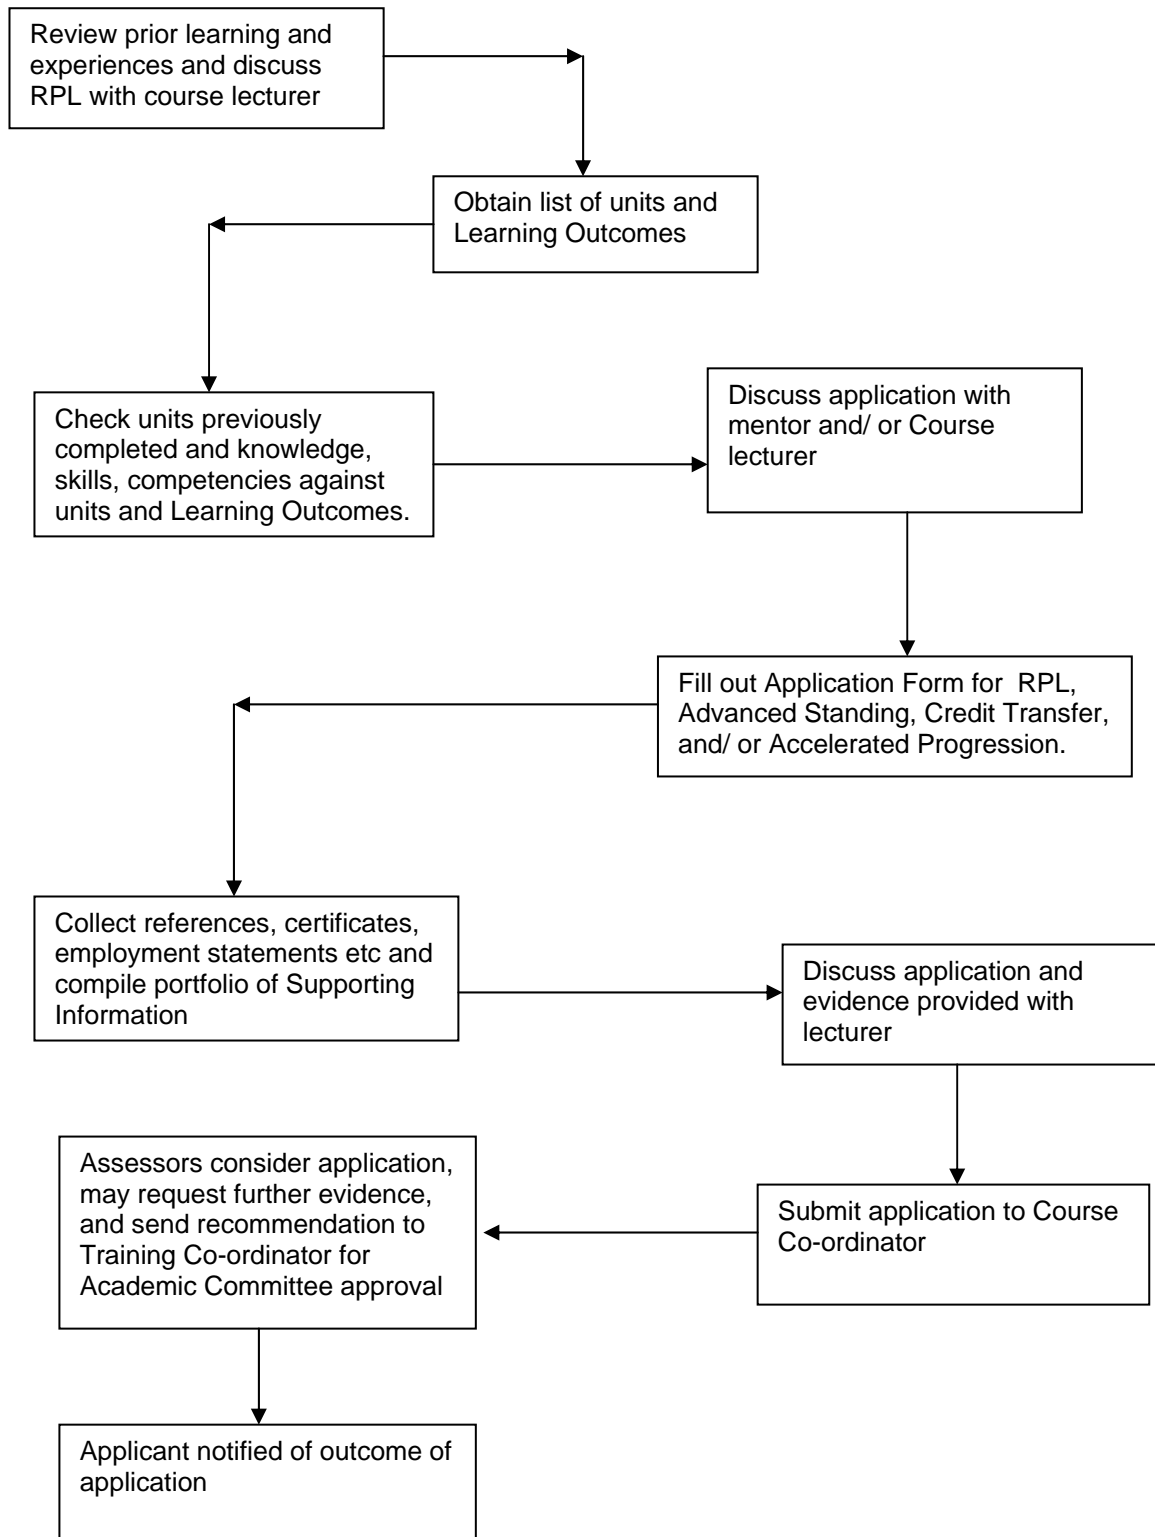 Review prior learning and
experiences and discuss
RPL with course lecturer
Obtain list of units and
Learning Outcomes
Check units previously
completed and knowledge,
skills, competencies against
units and Learning Outcomes.
Discuss application with
mentor and/ or Course
lecturer
Fill out Application Form for  RPL,
Advanced Standing, Credit Transfer,
and/ or Accelerated Progression.
Collect references, certificates,
employment statements etc and
compile portfolio of Supporting
Information
Discuss application and
evidence provided with
lecturer
Submit application to Course
Co-ordinator
Assessors consider application,
may request further evidence,
and send recommendation to
Training Co-ordinator for
Academic Committee approval
Applicant notified of outcome of
application